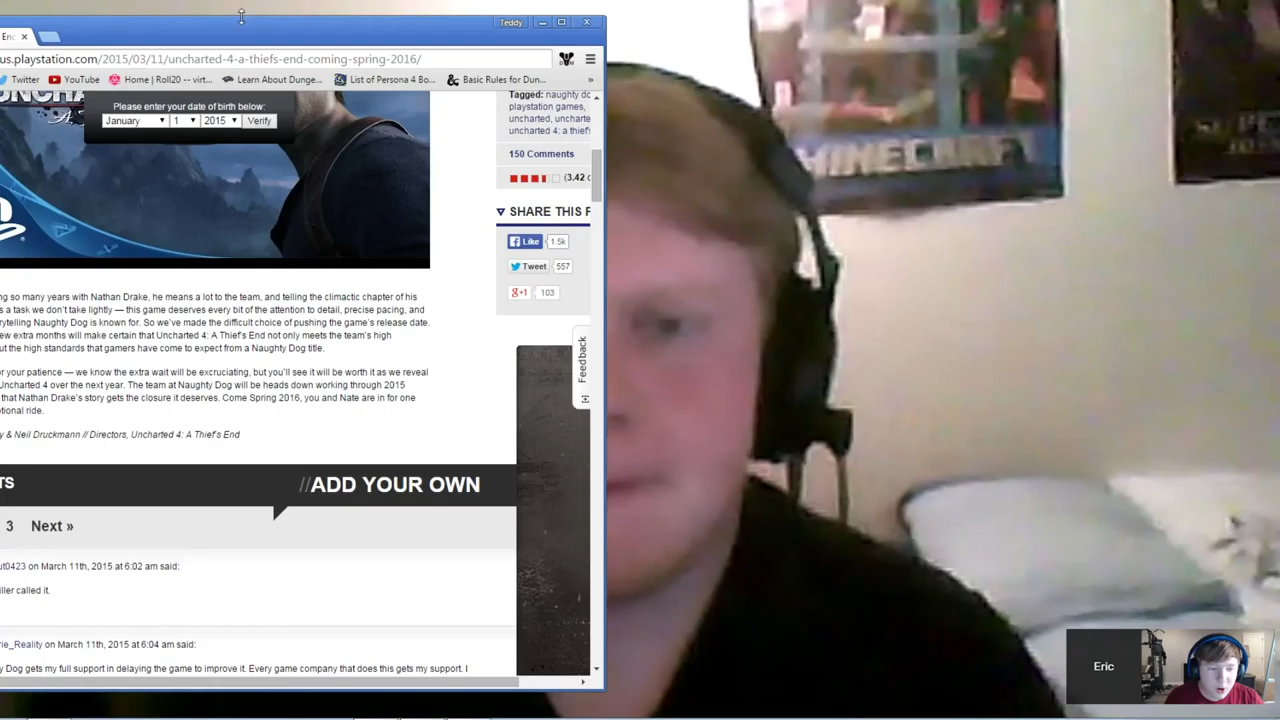 Teddy
Enc
us.playstation.com/2015/03/11/uncharted-4-a-thiefs-end-coming-spring-2016/
Twitter YouTube Home | Roll20 -- virt... Learn About Dunge... List of Persona 4 Bo... Basic Rules for Dun... »
Please enter your date of birth below:
January 1 2015 Verify
Tagged: naughty do
playstation games,
uncharted, uncharte
uncharted 4: a thief's
150 Comments
(3.42 o
SHARE THIS P
Like 1.5k
Tweet 557
g+1 103
Feedback
[+]
MINECRAFT
ng so many years with Nathan Drake, he means a lot to the team, and telling the climactic chapter of his
s a task we don't take lightly — this game deserves every bit of the attention to detail, precise pacing, and
rytelling Naughty Dog is known for. So we've made the difficult choice of pushing the game's release date.
ew extra months will make certain that Uncharted 4: A Thief's End not only meets the team's high
ut the high standards that gamers have come to expect from a Naughty Dog title.
or your patience — we know the extra wait will be excruciating, but you'll see it will be worth it as we reveal
Uncharted 4 over the next year. The team at Naughty Dog will be heads down working through 2015
that Nathan Drake's story gets the closure it deserves. Come Spring 2016, you and Nate are in for one
otional ride.
y & Neil Druckmann // Directors, Uncharted 4: A Thief's End
TS
//ADD YOUR OWN
3 Next »
ut0423 on March 11th, 2015 at 6:02 am said:
iller called it.
rie_Reality on March 11th, 2015 at 6:04 am said:
y Dog gets my full support in delaying the game to improve it. Every game company that does this gets my support. I
Eric